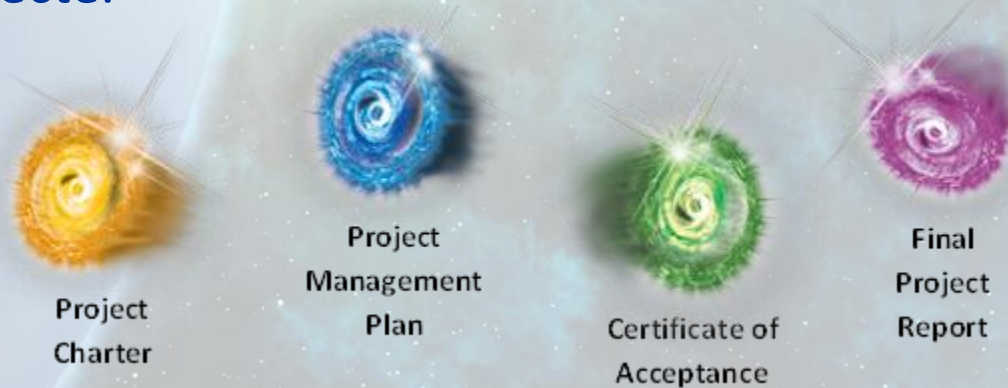 Project
Charter
Project
Management
Plan
Certificate of
Acceptance
Final
Project
Report